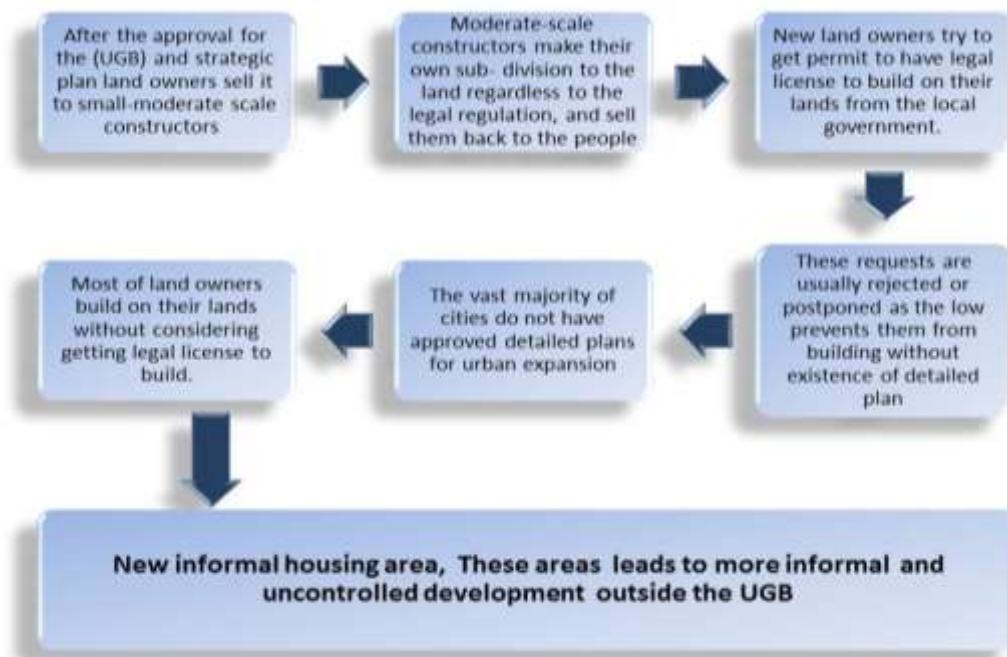 After the approval for
the (UGB) and strategic
plan land owners sell it
to small-moderate scale
constructors
Moderate-scale
constructors make their
own sub- division to the
land regardless to the
legal regulation, and sell
them back to the people
New land owners try to
get permit to have legal
license to build on their
lands from the local
government.
These requests are
usually rejected or
postponed as the low
prevents them from
building without
existence of detailed
plan
The vast majority of
cities do not have
approved detailed plans
for urban expansion
Most of land owners
build on their lands
without considering
getting legal license to
build.
New informal housing area, These areas leads to more informal and
uncontrolled development outside the UGB